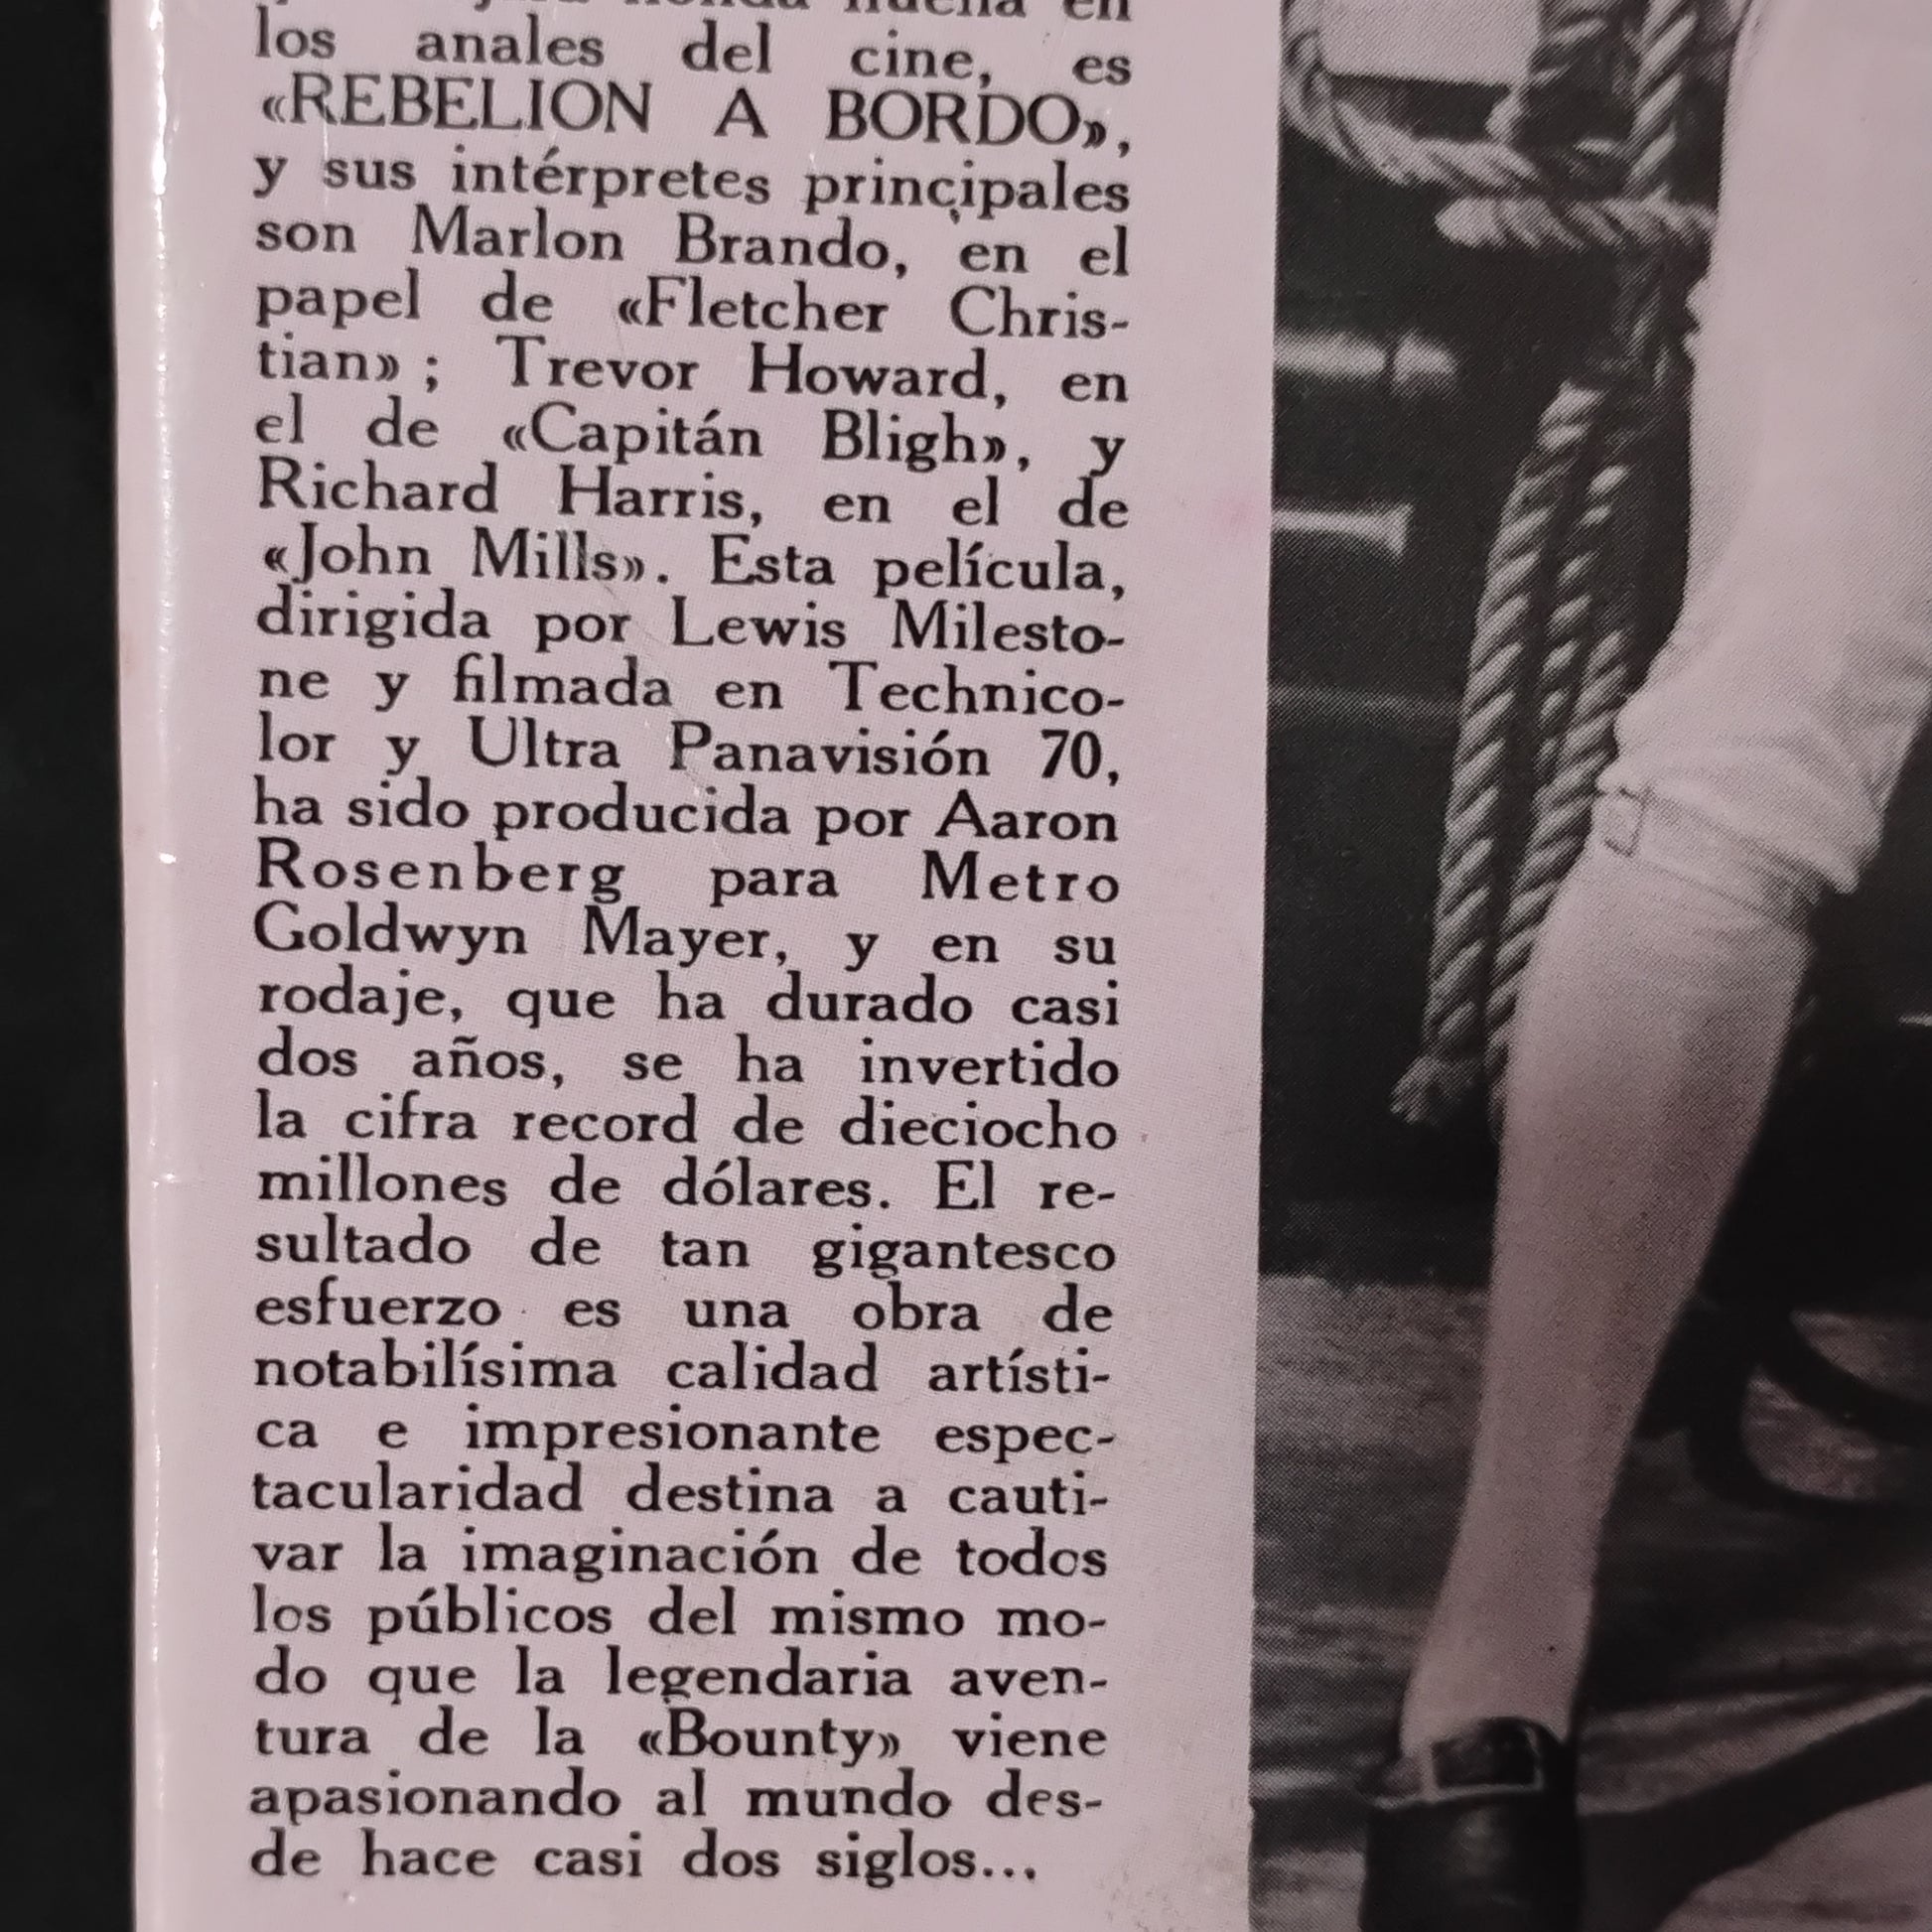 en
los anales del cine, es
«REBELION A BORDO»,
y sus intérpretes principales
son Marlon Brando, en el
papel de «Fletcher Chris-
tian» ; Trevor Howard, en
el de «Capitán Bligh», y
Richard Harris, en el de
«John Mills». Esta película,
dirigida por Lewis Milesto-
ne y filmada en Technico-
lor y Ultra Panavisión 70,
ha sido producida por Aaron
Rosenberg para Metro
Goldwyn Mayer, y en su
rodaje, que ha durado casi
dos años, se ha invertido
la cifra record de dieciocho
millones de dólares. El re-
sultado de tan gigantesco
esfuerzo es una obra de
notabilísima calidad artísti-
ca e impresionante espec-
tacularidad destina a cauti-
var la imaginación de todos
los públicos del mismo mo-
do que la legendaria aven-
tura de la «Bounty» viene
apasionando al mundo des-
de hace casi dos siglos...